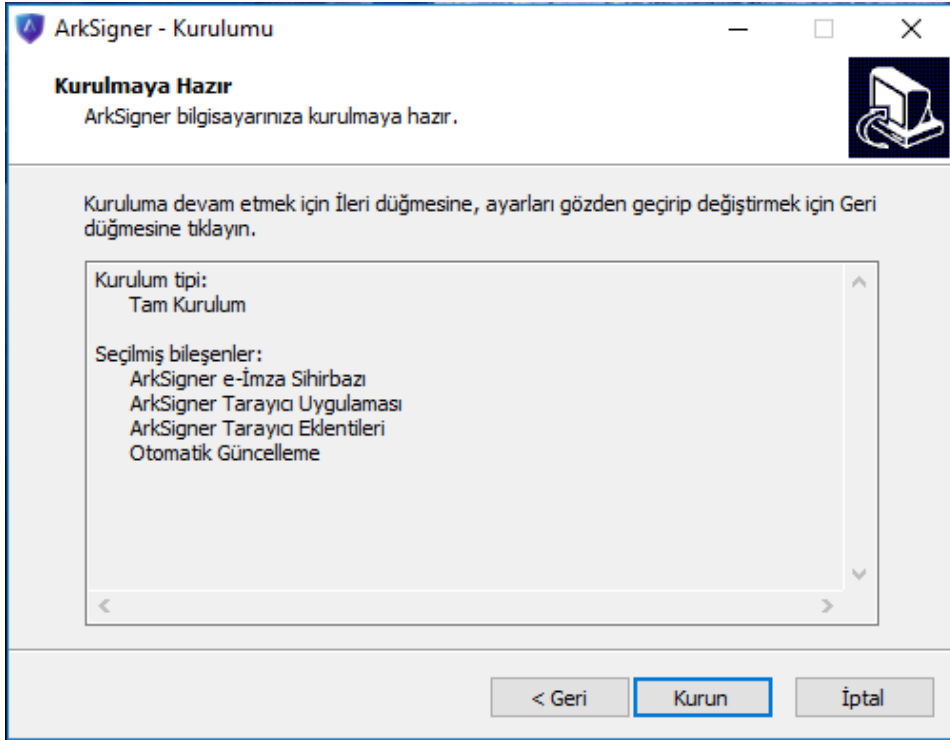 ArkSigner - Kurulumu
Kurulmaya Hazır
ArkSigner bilgisayarınıza kurulmaya hazır.
Kuruluma devam etmek için İleri düğmesine, ayarları gözden geçirip değiştirmek için Geri
düğmesine tıklayın.
Kurulum tipi:
Tam Kurulum
Seçilmiş bileşenler:
ArkSigner e-İmza Sihirbazı
ArkSigner Tarayıcı Uygulaması
ArkSigner Tarayıcı Eklentileri
Otomatik Güncelleme
< Geri
Kurun
İptal